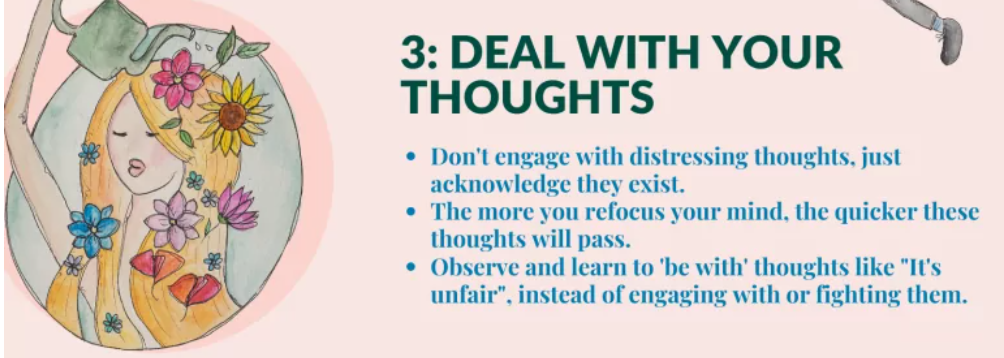 3: DEAL WITH YOUR
THOUGHTS
• Don't engage with distressing thoughts, just
acknowledge they exist.
• The more you refocus your mind, the quicker these
thoughts will pass.
• Observe and learn to 'be with' thoughts like "It's
unfair", instead of engaging with or fighting them.